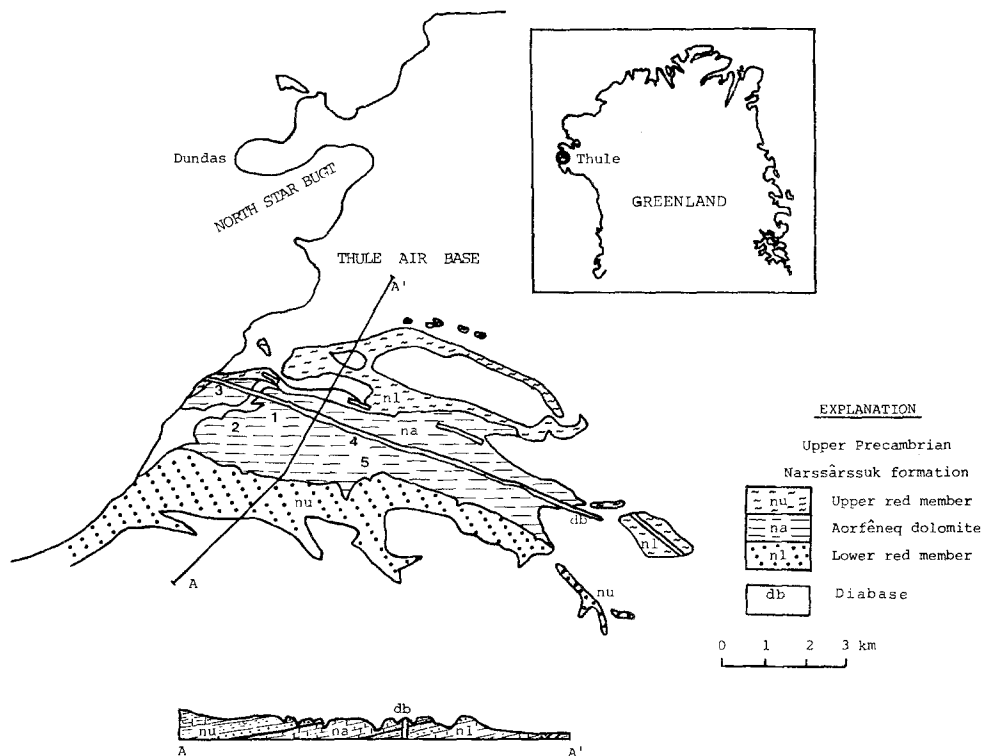 Dundas
NORTH STAR BUGT
THULE AIR BASE
A'
Thule
GREENLAND
nl
3
1
2
4
na
5
nu
db
nl
A
nu
EXPLANATION
Upper Precambrian
Narssârssuk formation
nu Upper red member
na Aorfêneq dolomite
nl Lower red member
db Diabase
0 1 2 3 km
db
nu na nl
A A'